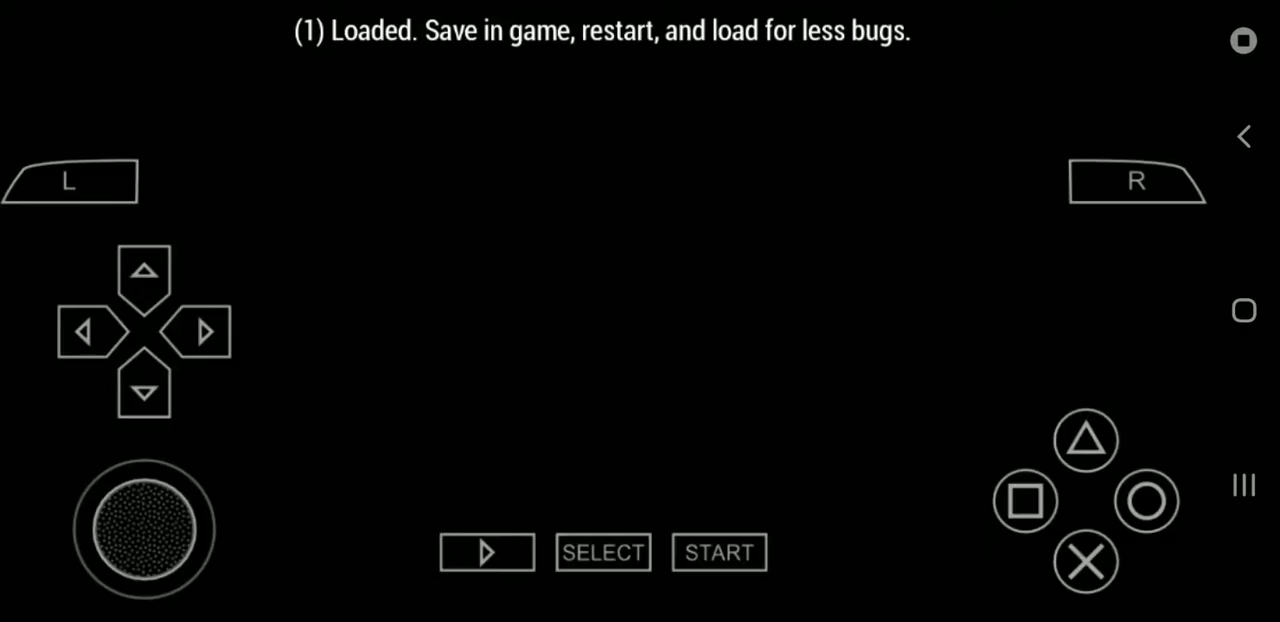 (1) Loaded. Save in game, restart, and load for less bugs.
L
R
SELECT
START